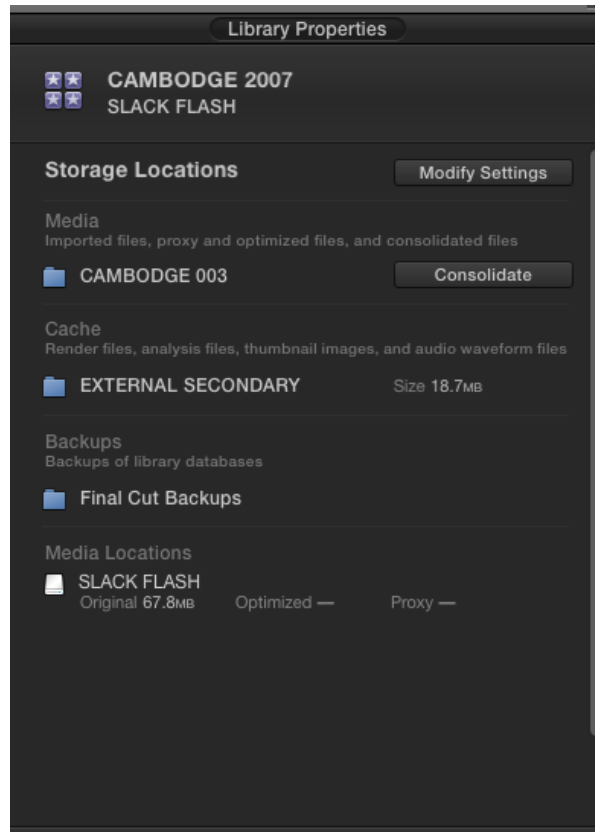 Library Properties
CAMBODGE 2007
SLACK FLASH
Storage Locations
Modify Settings
Media
Imported files, proxy and optimized files, and consolidated files
CAMBODGE 003
Consolidate
Cache
Render files, analysis files, thumbnail images, and audio waveform files
EXTERNAL SECONDARY
Size 18.7MB
Backups
Backups of library databases
Final Cut Backups
Media Locations
SLACK FLASH
Original 67.8MB Optimized — Proxy —